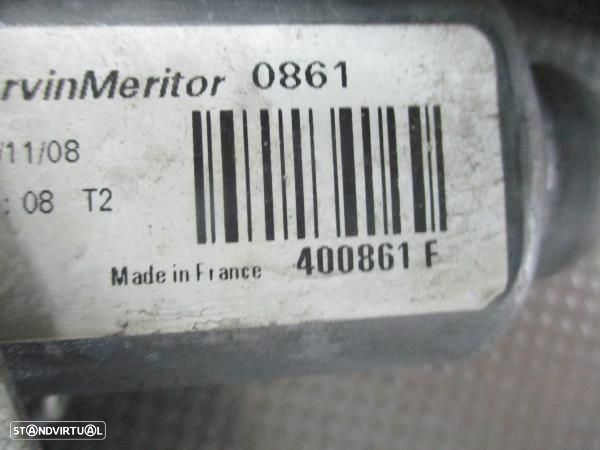 rvinMeritor 0861
/11/08
: 08 T2
Made in France 400861 F
STANDVIRTUAL